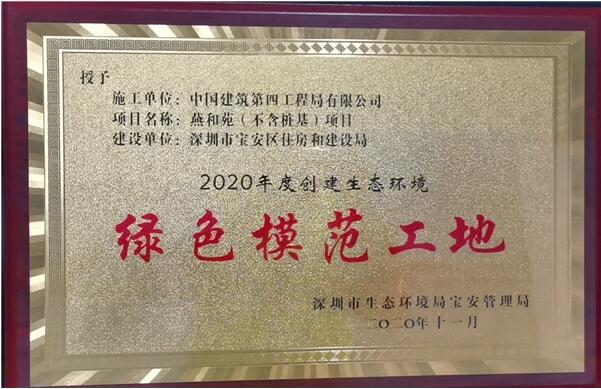 授予
施工单位：中国建筑第四工程局有限公司
项目名称：燕和苑（不含桩基）项目
建设单位：深圳市宝安区住房和建设局
2020年度创建生态环境
绿色模范工地
深圳市生态环境局宝安管理局
二〇二〇年十一月